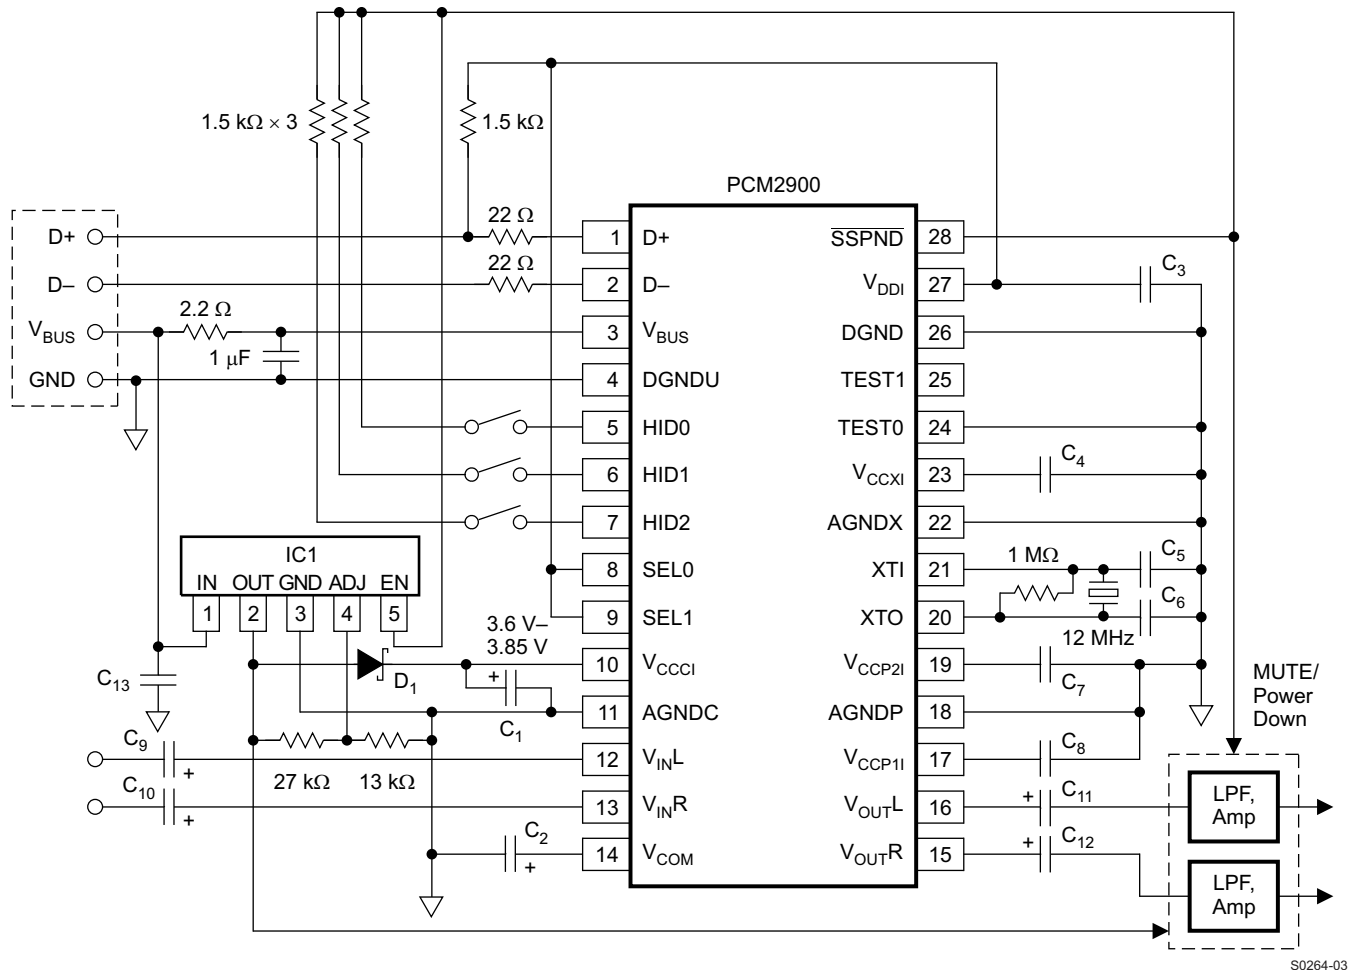 1.5 kΩ × 3
1.5 kΩ
PCM2900
D+
D–
VBUS
GND
22 Ω
22 Ω
2.2 Ω
1 μF
1 D+
2 D–
3 VBUS
4 DGNDU
5 HID0
6 HID1
7 HID2
8 SEL0
9 SEL1
10 VCCCI
11 AGNDC
12 VINL
13 VINR
14 VCOM
SSPND 28
VDDI 27
DGND 26
TEST1 25
TEST0 24
VCCXI 23
AGNDX 22
XTI 21
XTO 20
VCCP2I 19
AGNDP 18
VCCP1I 17
VOUTL 16
VOUTR 15
IC1
IN OUT GND ADJ EN
1 2 3 4 5
3.6 V–
3.85 V
D1
+
C1
C13
C9
+
C10
+
27 kΩ
13 kΩ
C2
+
C3
C4
1 MΩ
C5
C6
12 MHz
C7
C8
+ C11
+ C12
MUTE/
Power
Down
LPF,
Amp
LPF,
Amp
S0264-03